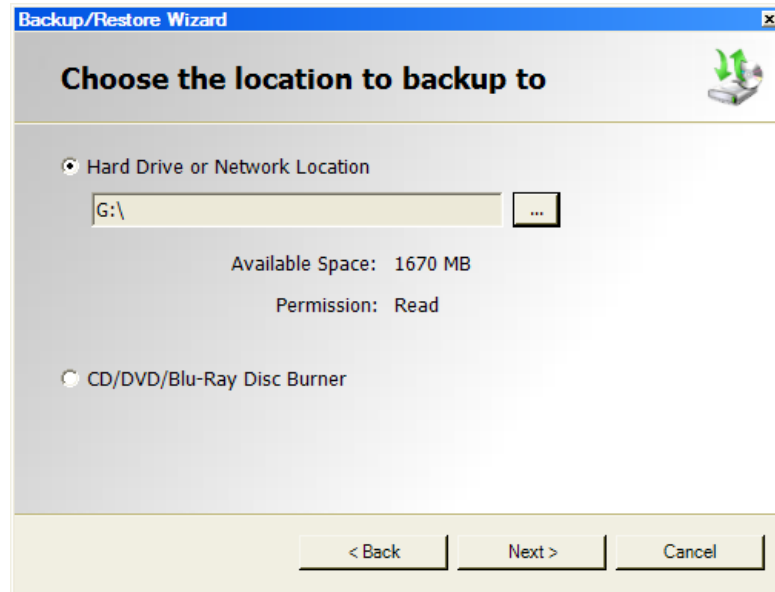 Backup/Restore Wizard
Choose the location to backup to
Hard Drive or Network Location
G:\
...
Available Space: 1670 MB
Permission: Read
CD/DVD/Blu-Ray Disc Burner
< Back Next > Cancel